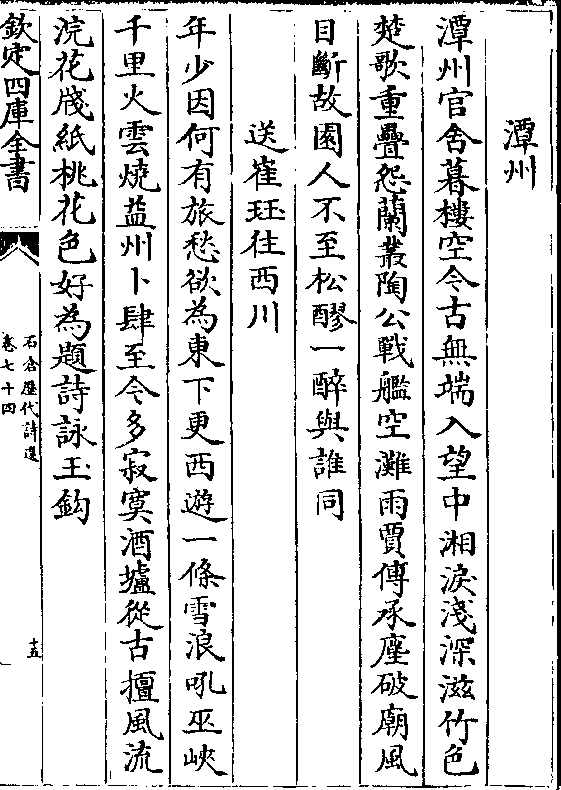 潭州
潭州官舍暮樓空令古無端入望中湘淚淺深滋竹色
楚歌重疊怨蘭叢陶公戰艦空灘雨賈傅承塵破廟風
目斷故園人不至松醪一醉與誰同
送崔珏往西川
年少因何有旅愁欲為東下更西遊一條雪浪吼巫峽
千里火雲燒益州卜肆至今多寂寞酒壚從古擅風流
浣花牋紙桃花色好為題詩詠玉鉤
欽定四庫全書
石倉歷代詩選
卷七十四
十五